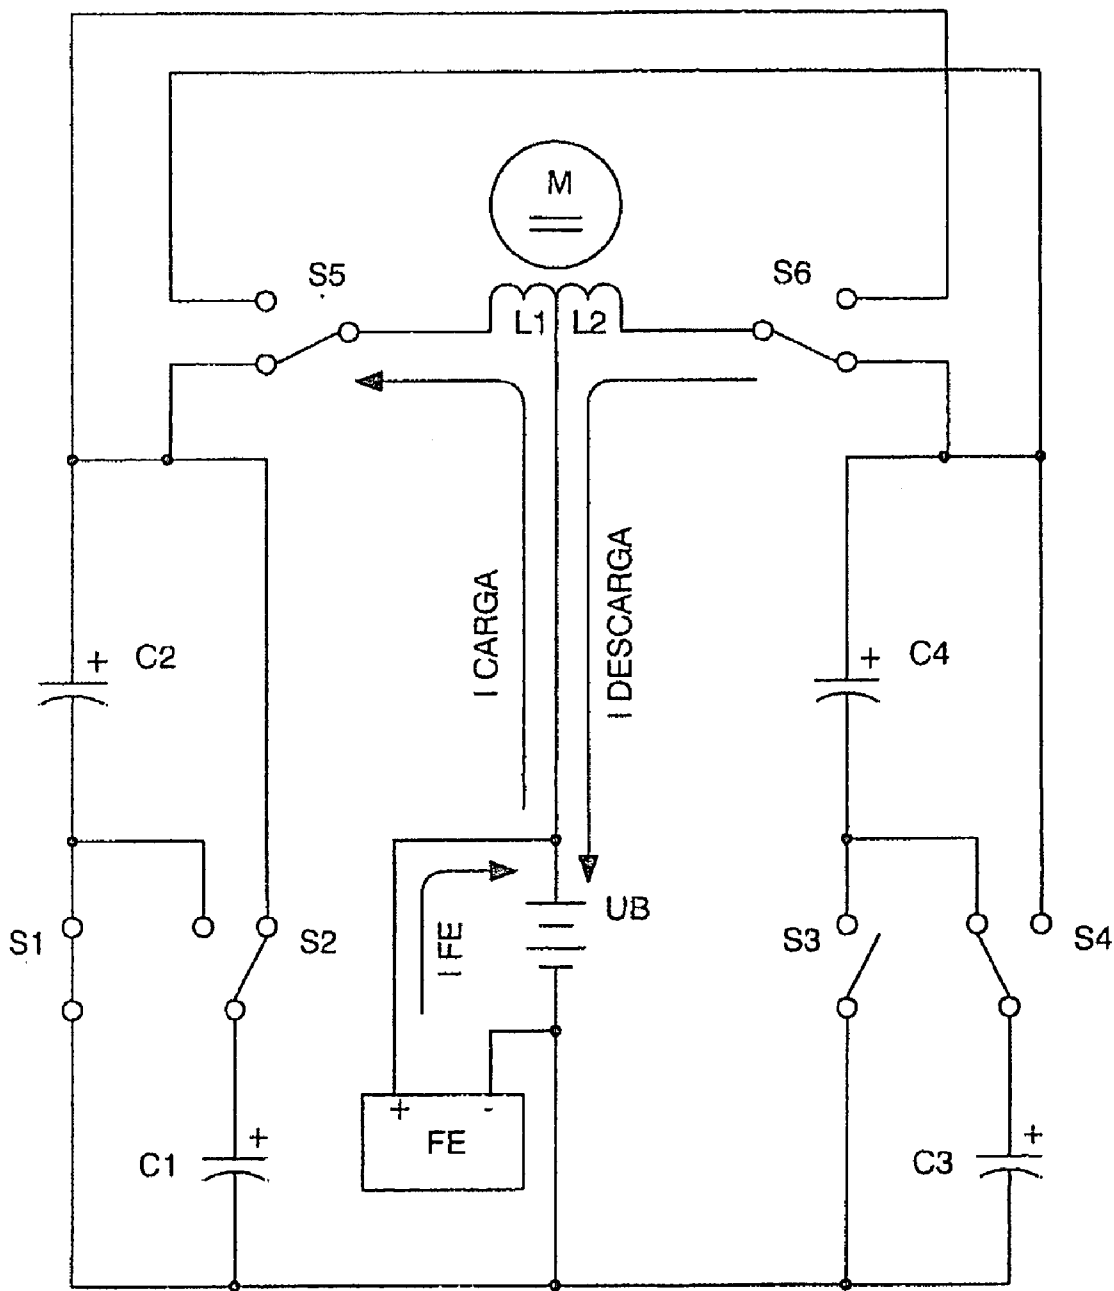 M
S5
S6
L1 L2
I CARGA
I DESCARGA
+ C2
+ C4
UB
S1
S2
I FE
S3
S4
+ -
FE
C1 +
C3 +